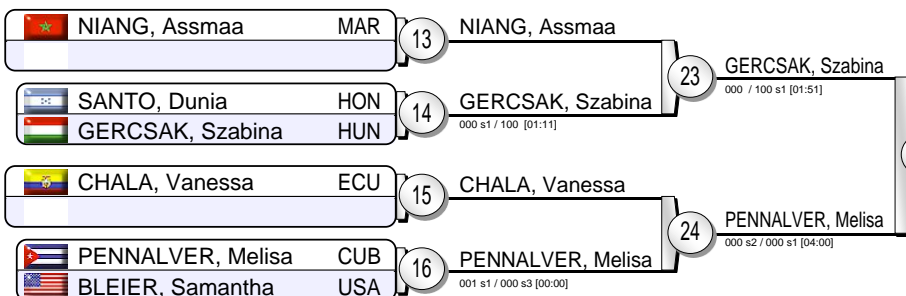 NIANG, Assmaa MAR
13
NIANG, Assmaa
23
GERCSAK, Szabina
000 / 100 s1 [01:51]
SANTO, Dunia HON
GERCSAK, Szabina HUN
14
GERCSAK, Szabina
000 s1 / 100 [01:11]
CHALA, Vanessa ECU
15
CHALA, Vanessa
24
PENNALVER, Melisa
000 s2 / 000 s1 [04:00]
PENNALVER, Melisa CUB
BLEIER, Samantha USA
16
PENNALVER, Melisa
001 s1 / 000 s3 [00:00]